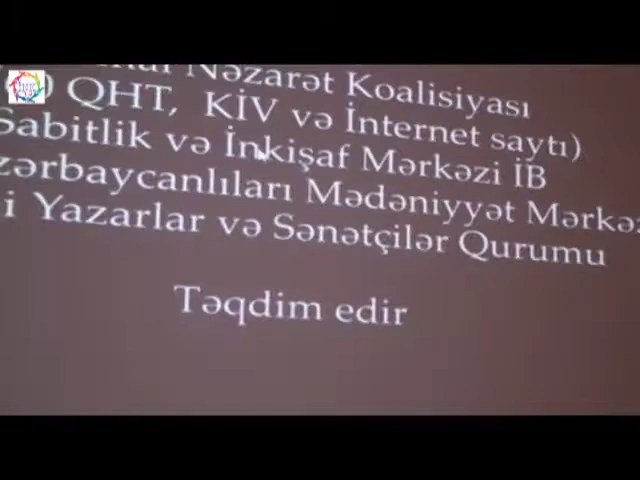 Nəzarət Koalisiyası
) QHT, KİV və İnternet saytı)
Sabitlik və İnkişaf Mərkəzi İB
zərbaycanlıları Mədəniyyət Mərkəz
i Yazarlar və Sənətçilər Qurumu
Təqdim edir